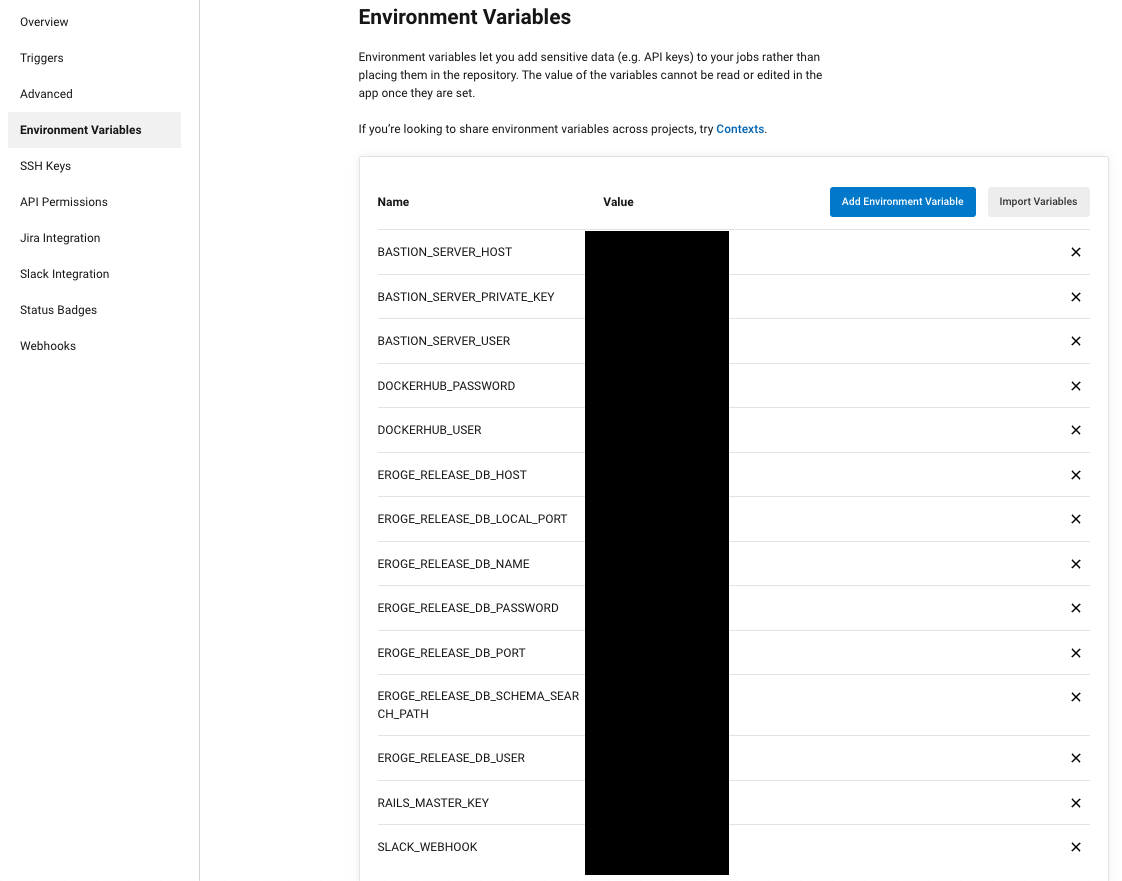 Overview
Triggers
Advanced
Environment Variables
SSH Keys
API Permissions
Jira Integration
Slack Integration
Status Badges
Webhooks
Environment Variables
Environment variables let you add sensitive data (e.g. API keys) to your jobs rather than
placing them in the repository. The value of the variables cannot be read or edited in the
app once they are set.
If you’re looking to share environment variables across projects, try Contexts.
Name Value Add Environment Variable Import Variables
BASTION_SERVER_HOST
BASTION_SERVER_PRIVATE_KEY
BASTION_SERVER_USER
DOCKERHUB_PASSWORD
DOCKERHUB_USER
EROGE_RELEASE_DB_HOST
EROGE_RELEASE_DB_LOCAL_PORT
EROGE_RELEASE_DB_NAME
EROGE_RELEASE_DB_PASSWORD
EROGE_RELEASE_DB_PORT
EROGE_RELEASE_DB_SCHEMA_SEAR
CH_PATH
EROGE_RELEASE_DB_USER
RAILS_MASTER_KEY
SLACK_WEBHOOK